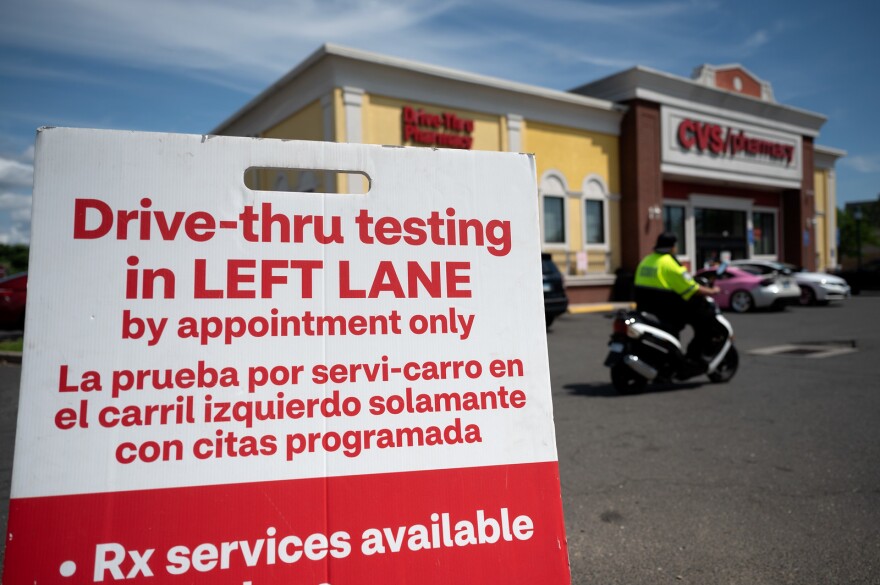 Drive-thru testing
in LEFT LANE
by appointment only
La prueba por servi-carro en
el carril izquierdo solamante
con citas programada
• Rx services available
Drive-Thru
Pharmacy
CVS/pharmacy